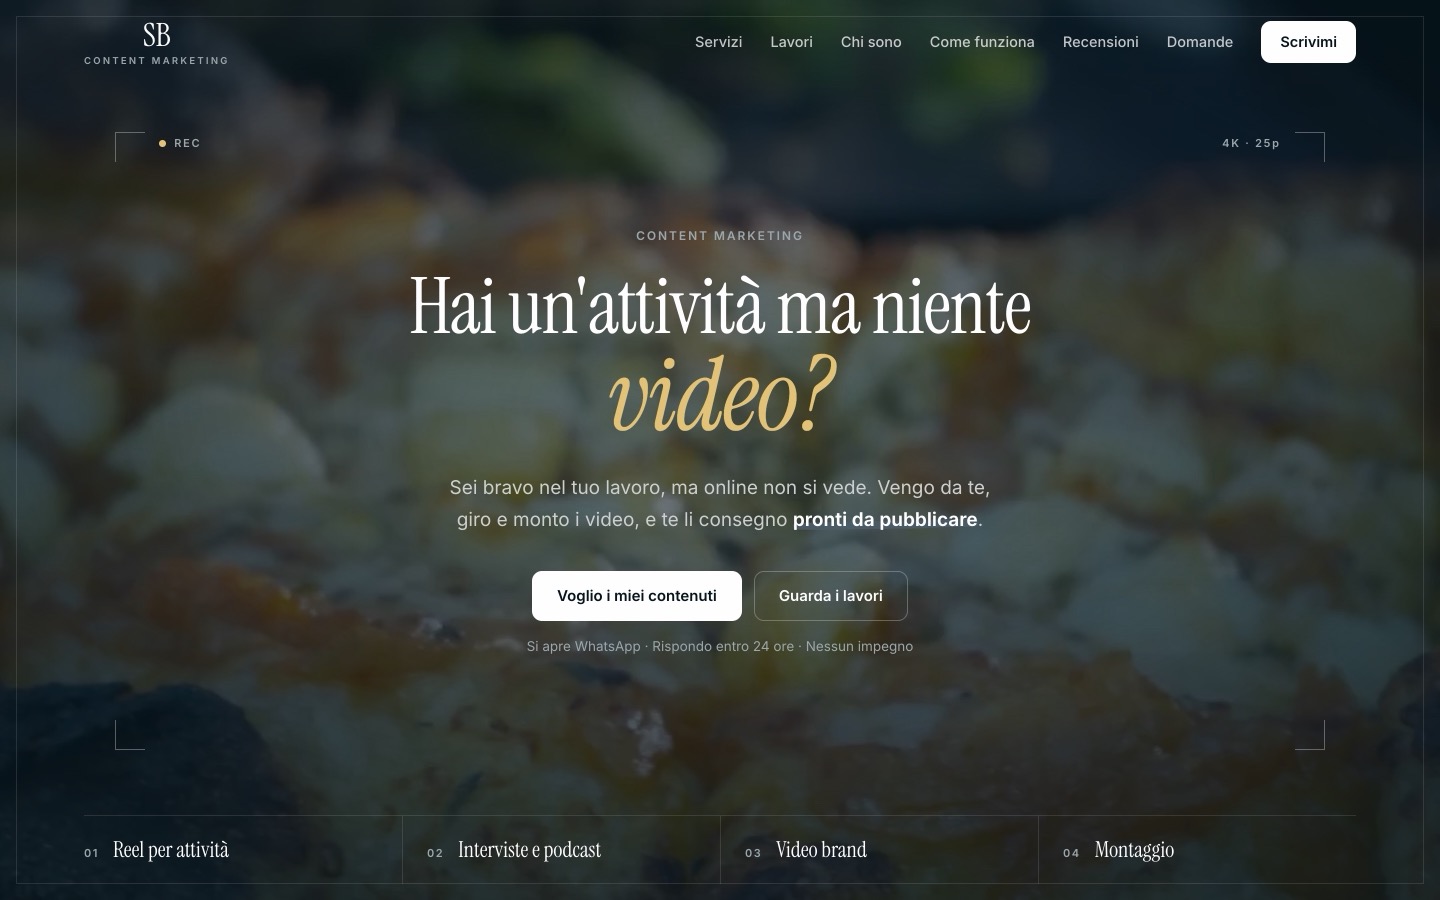 SB
CONTENT MARKETING
Servizi
Lavori
Chi sono
Come funziona
Recensioni
Domande
Scrivimi
REC
4K · 25p
CONTENT MARKETING
Hai un'attività ma niente
video?
Sei bravo nel tuo lavoro, ma online non si vede. Vengo da te,
giro e monto i video, e te li consegno pronti da pubblicare.
Voglio i miei contenuti
Guarda i lavori
Si apre WhatsApp · Rispondo entro 24 ore · Nessun impegno
01 Reel per attività
02 Interviste e podcast
03 Video brand
04 Montaggio